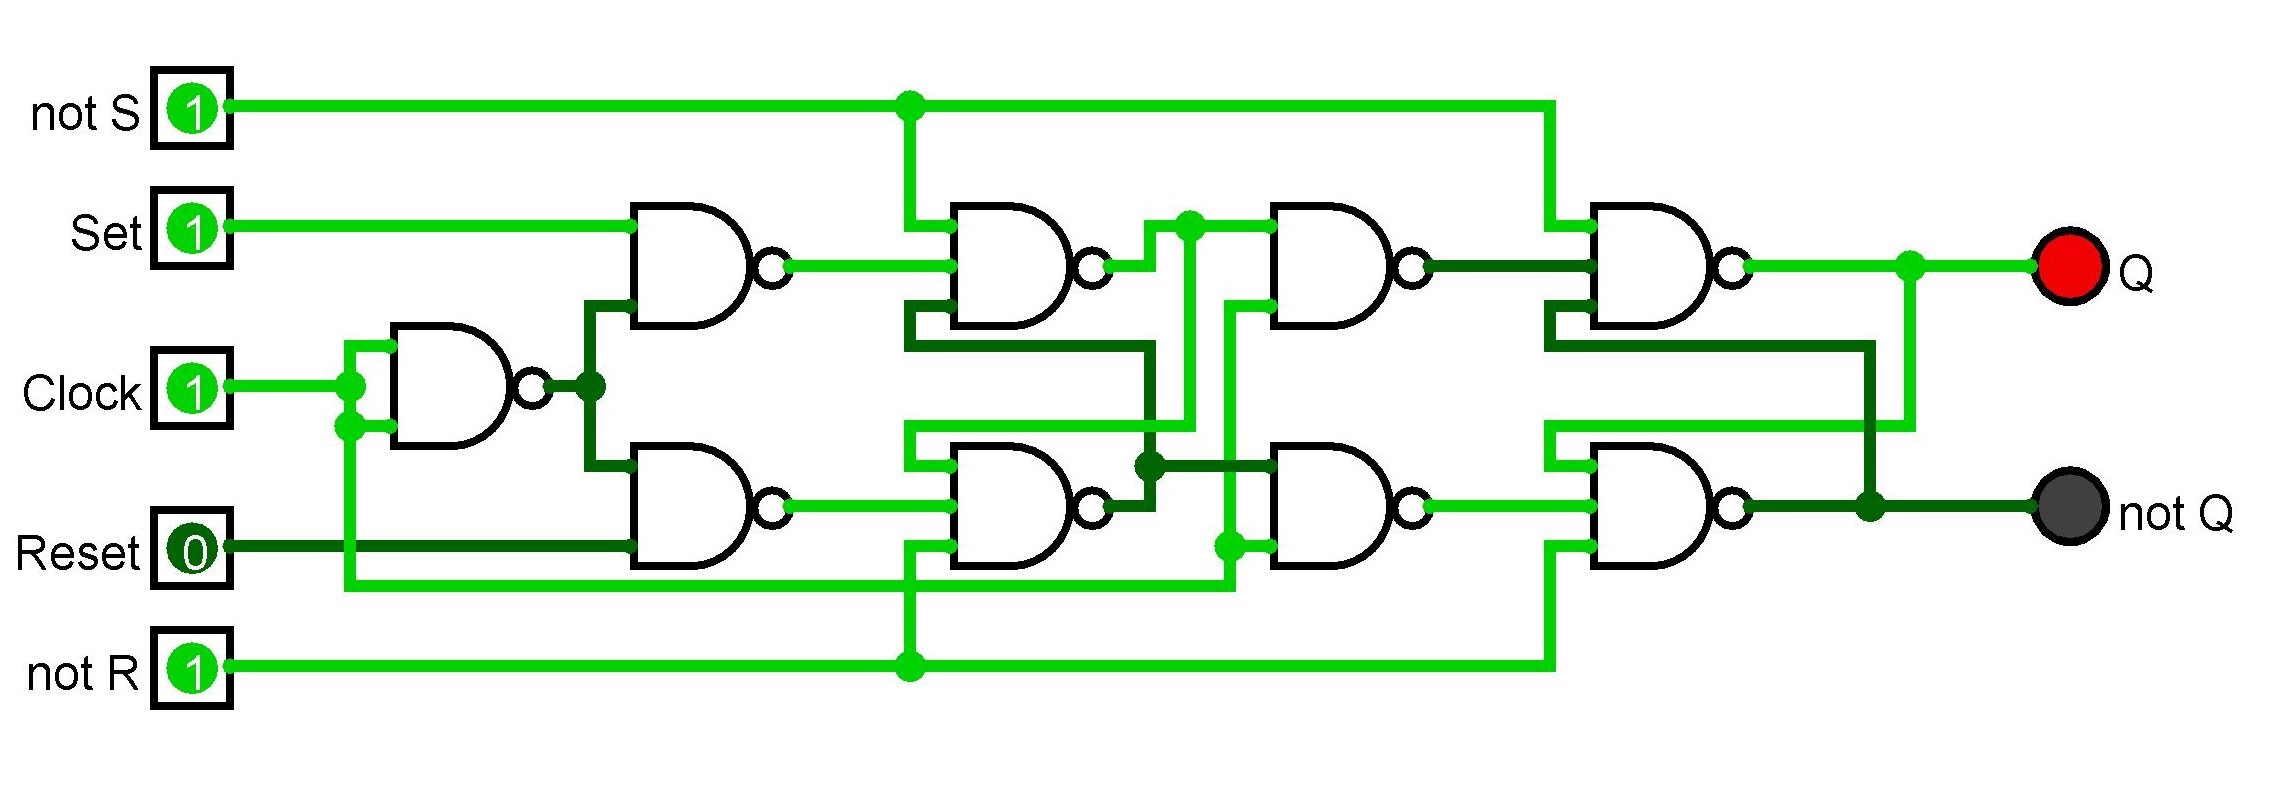 not S 1
Set 1
Q
Clock 1
Reset 0
not Q
not R 1